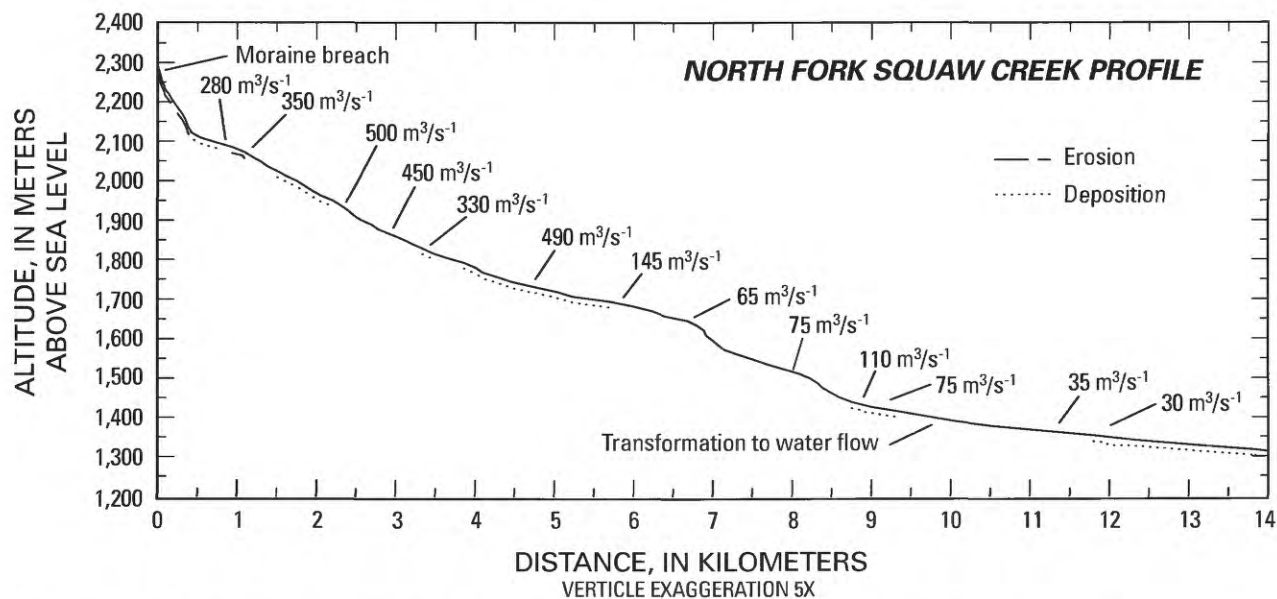 NORTH FORK SQUAW CREEK PROFILE
ALTITUDE, IN METERS
ABOVE SEA LEVEL
2,400
2,300
2,200
2,100
2,000
1,900
1,800
1,700
1,600
1,500
1,400
1,300
1,200
Moraine breach
280 m³/s⁻¹
350 m³/s⁻¹
500 m³/s⁻¹
450 m³/s⁻¹
330 m³/s⁻¹
490 m³/s⁻¹
145 m³/s⁻¹
65 m³/s⁻¹
75 m³/s⁻¹
110 m³/s⁻¹
75 m³/s⁻¹
35 m³/s⁻¹
30 m³/s⁻¹
Transformation to water flow
Erosion
Deposition
0 1 2 3 4 5 6 7 8 9 10 11 12 13 14
DISTANCE, IN KILOMETERS
VERTICLE EXAGGERATION 5X